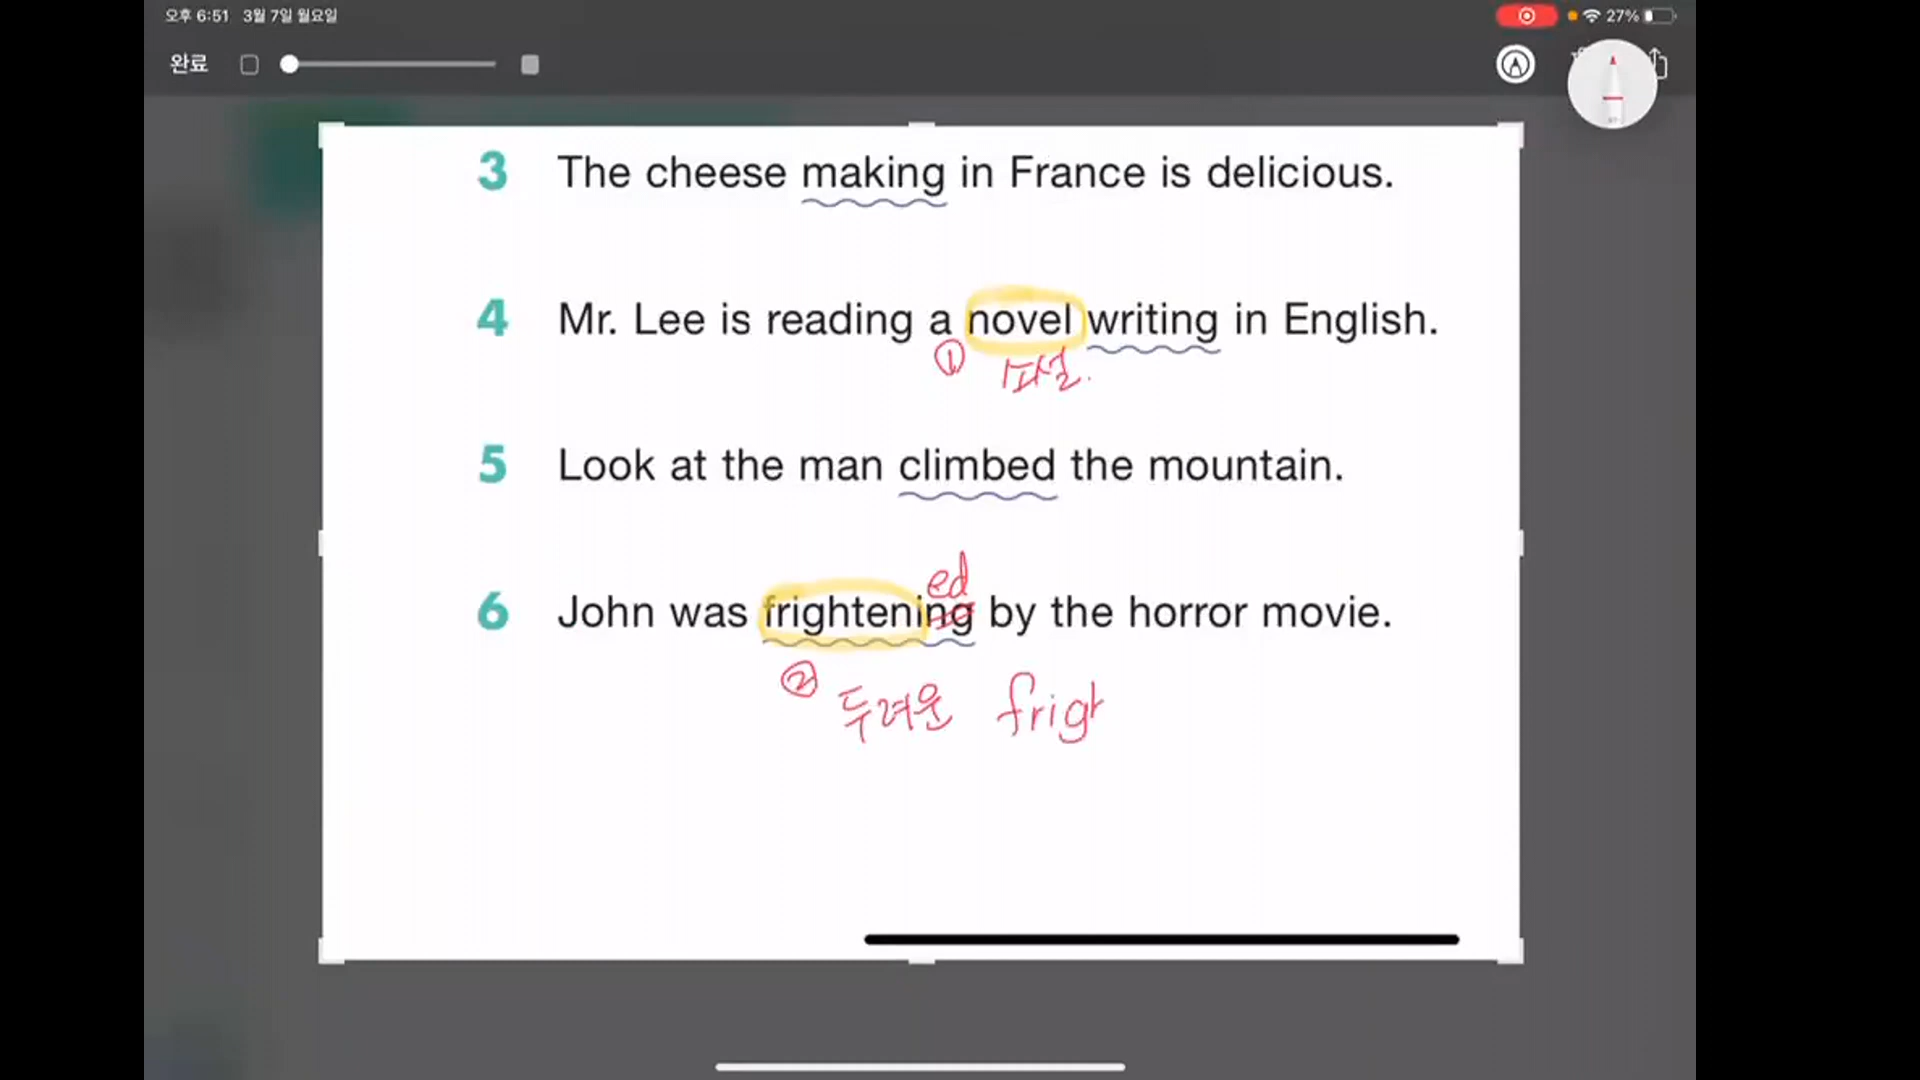 오후 6:51 3월 7일 월요일
27%
완료
3 The cheese making in France is delicious.
4 Mr. Lee is reading a novel writing in English.
① 소설.
5 Look at the man climbed the mountain.
ed
6 John was frightening by the horror movie.
② 두려운 frigh